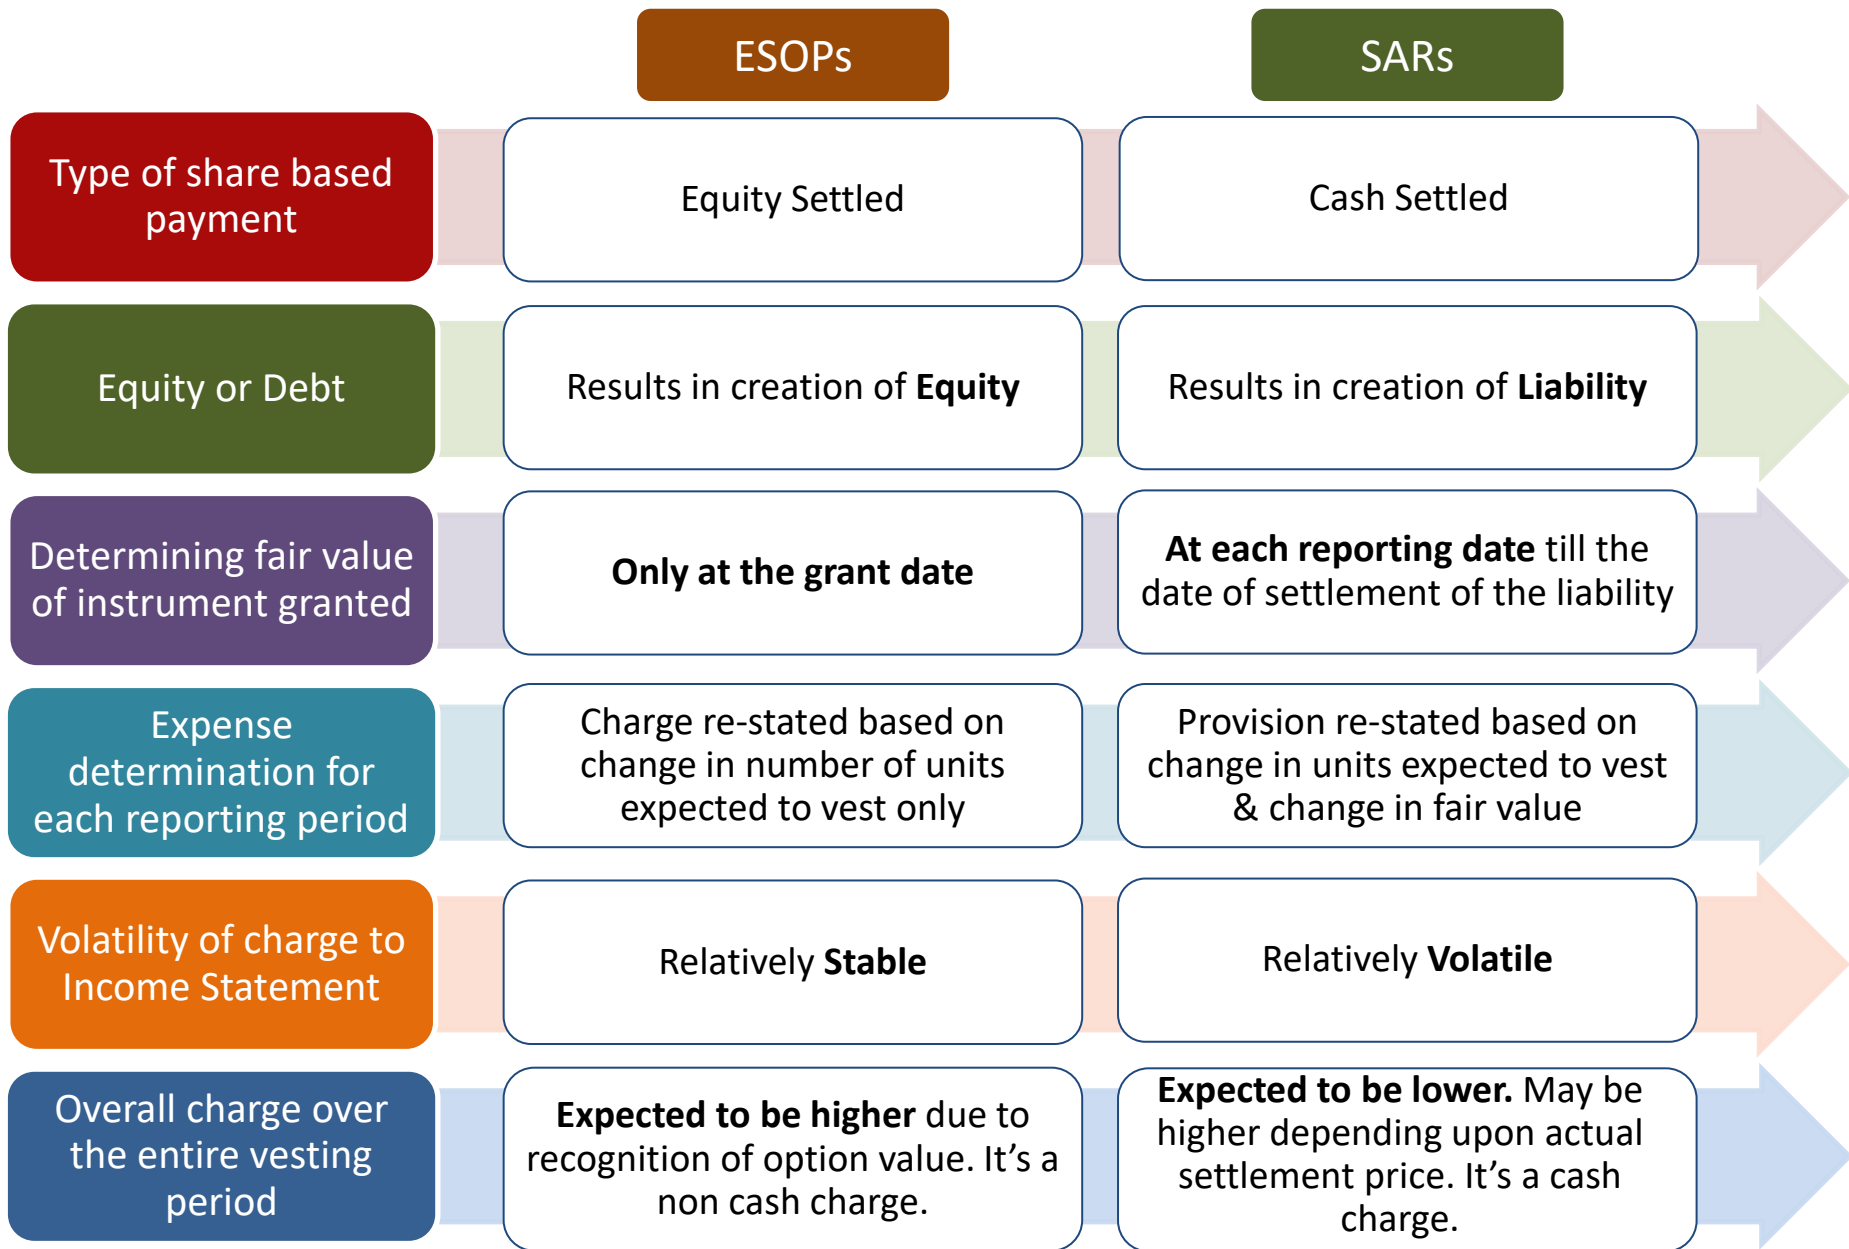 ESOPs
SARs
Type of share based
payment
Equity Settled
Cash Settled
Equity or Debt
Results in creation of Equity
Results in creation of Liability
Determining fair value
of instrument granted
Only at the grant date
At each reporting date till the
date of settlement of the liability
Expense
determination for
each reporting period
Charge re-stated based on
change in number of units
expected to vest only
Provision re-stated based on
change in units expected to vest
& change in fair value
Volatility of charge to
Income Statement
Relatively Stable
Relatively Volatile
Overall charge over
the entire vesting
period
Expected to be higher due to
recognition of option value. It’s a
non cash charge.
Expected to be lower. May be
higher depending upon actual
settlement price. It’s a cash
charge.